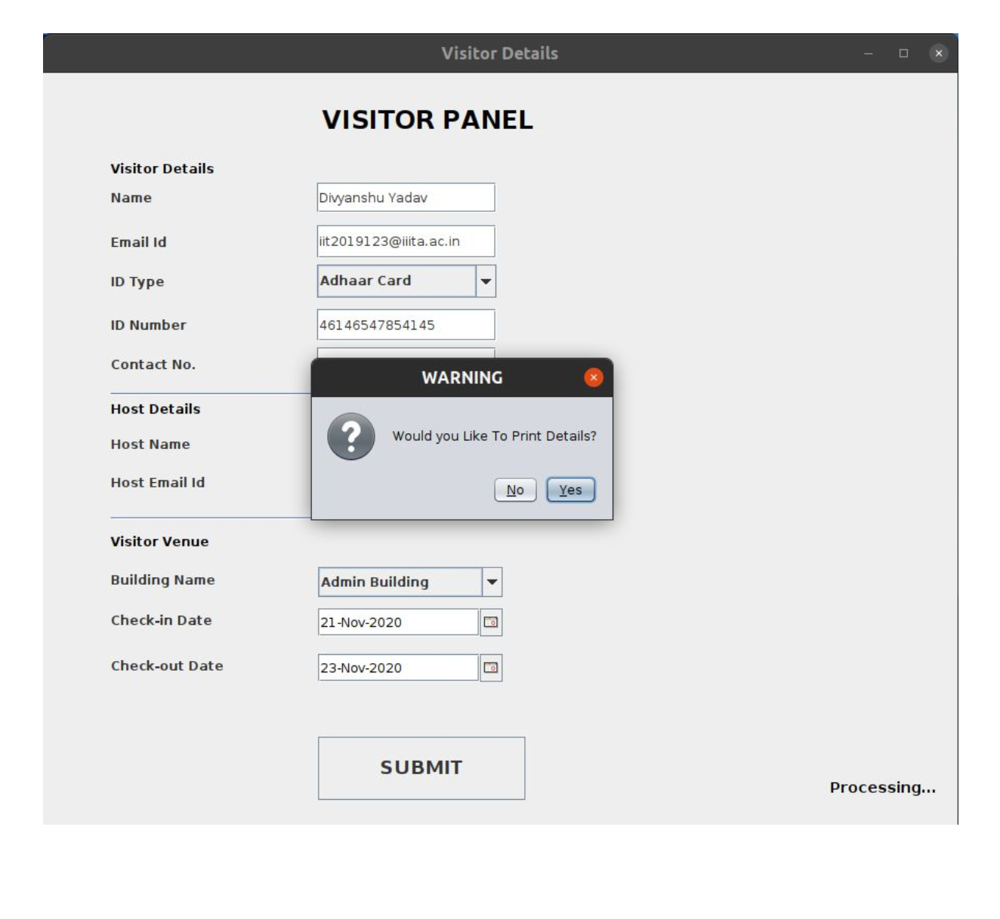 Visitor Details
VISITOR PANEL
Visitor Details
Name Divyanshu Yadav
Email Id iit2019123@iiita.ac.in
ID Type Adhaar Card
ID Number 46146547854145
Contact No.
WARNING
Host Details
Would you Like To Print Details?
Host Name
Host Email Id
No Yes
Visitor Venue
Building Name Admin Building
Check-in Date 21-Nov-2020
Check-out Date 23-Nov-2020
SUBMIT
Processing...